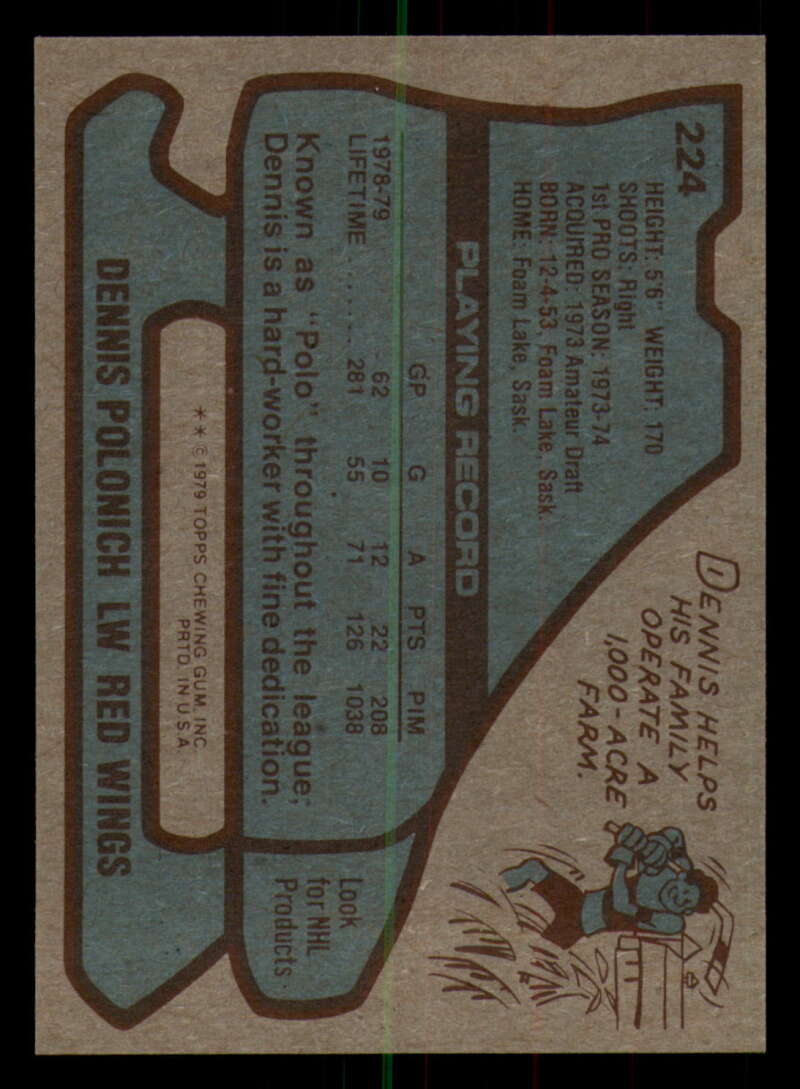 224
HEIGHT: 5'6" WEIGHT: 170
SHOOTS: Right
1st PRO SEASON: 1973-74
ACQUIRED: 1973 Amateur Draft
BORN: 12-4-53, Foam Lake, Sask.
HOME: Foam Lake, Sask.
DENNIS HELPS
HIS FAMILY
OPERATE A
1,000-ACRE
FARM.
PLAYING RECORD
GP G A PTS PIM
1978-79 62 10 12 22 208
LIFETIME ...... 281 55 71 126 1038
Known as "Polo" throughout the league;
Dennis is a hard-worker with fine dedication.
Look
for NHL
Products.
* * © 1979 TOPPS CHEWING GUM, INC.
PRTD. IN U S A
DENNIS POLONICH LW RED WINGS